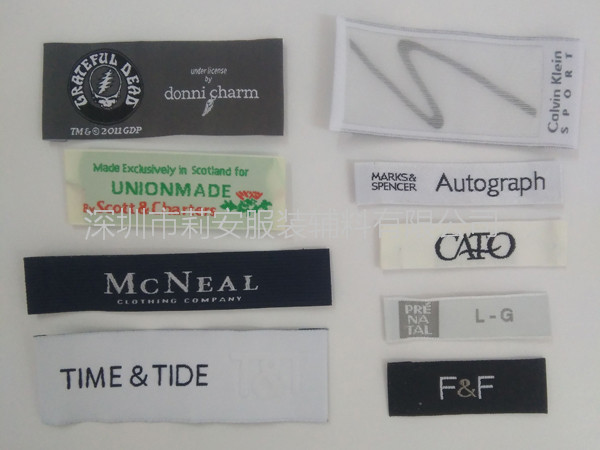 GRATEFUL DEAD
under license
by
donni charm
TM & © 2011 GDP
Made Exclusively in Scotland for
UNIONMADE
By Scott & Charters
McNEAL
CLOTHING COMPANY
TIME & TIDE
T&T
Calvin Klein
SPORT
MARKS &
SPENCER
Autograph
CATO
PRÉ
NA
TAL
L-G
F&F
深圳市莉安服装辅料有限公司